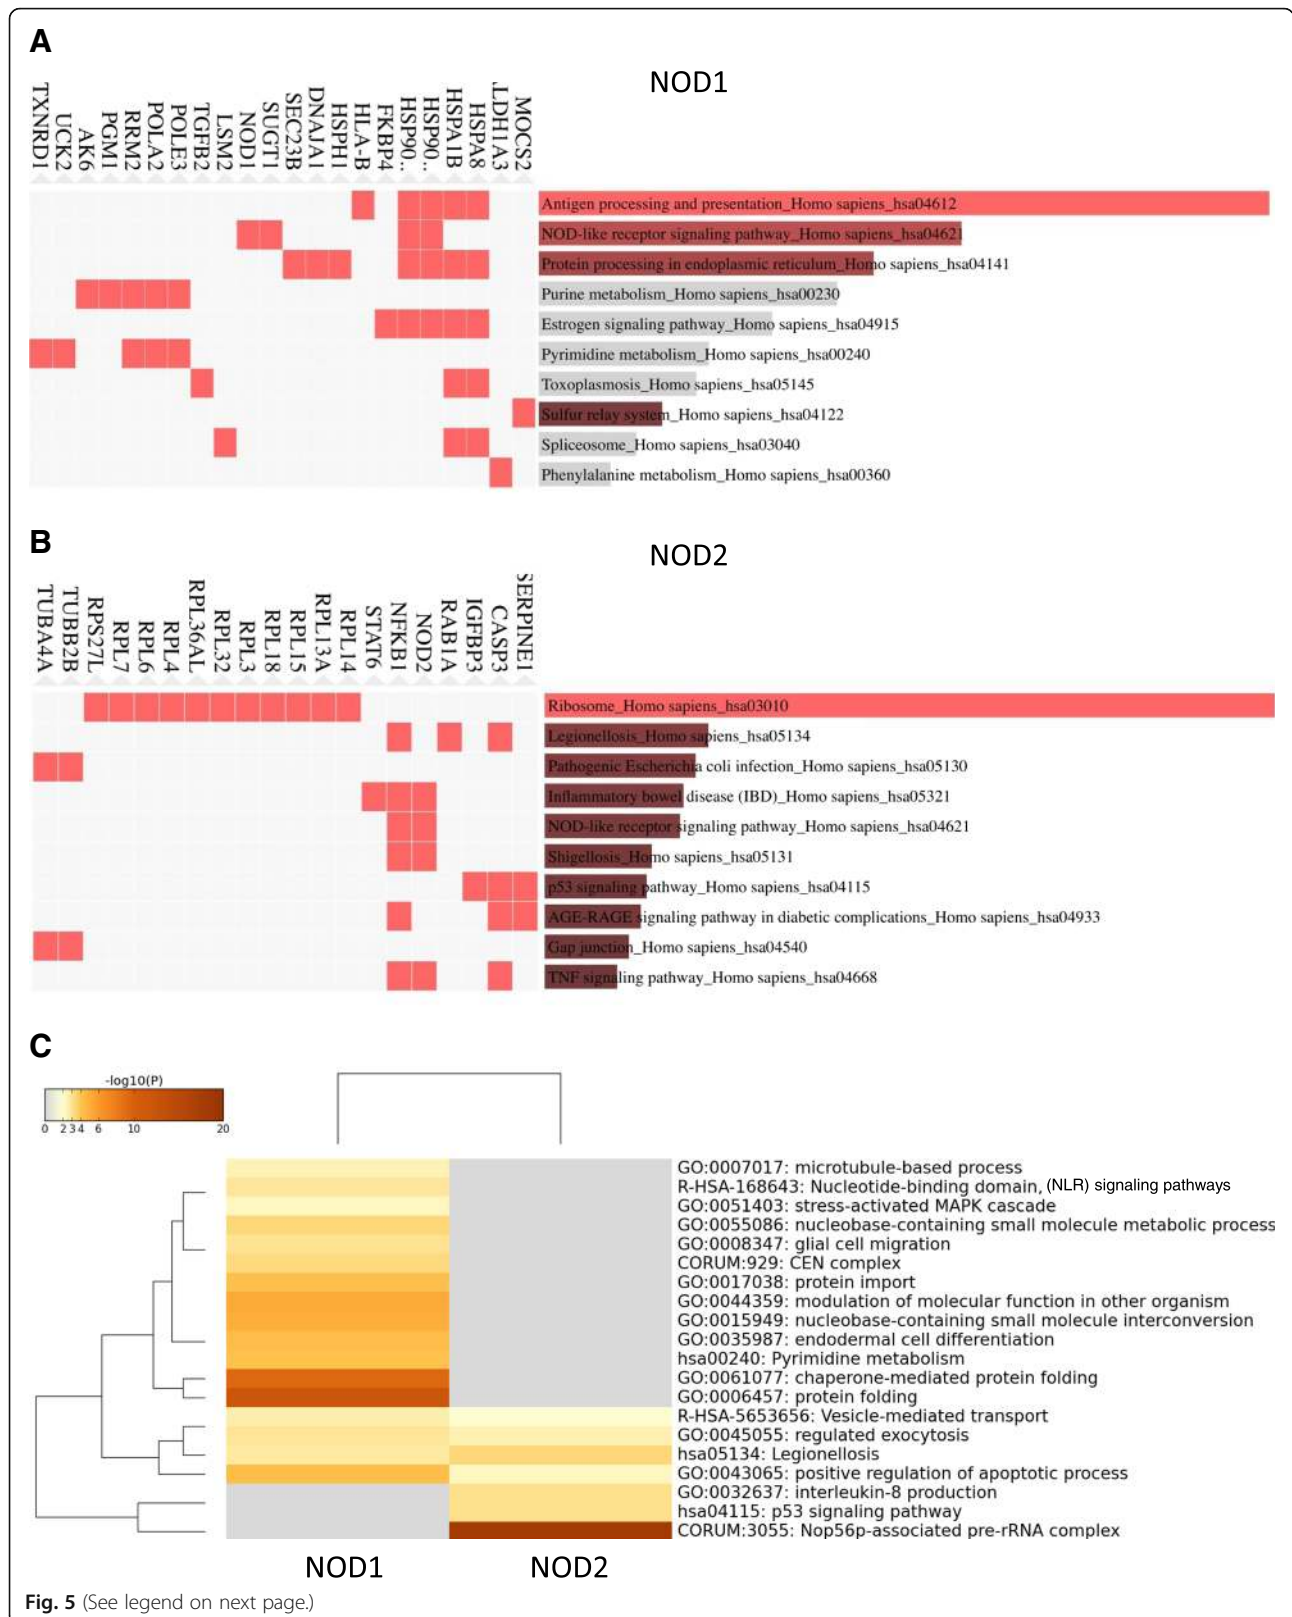 A
NOD1
TXNRD1
UCK2
AK6
PGM1
RRM2
POLA2
POLE3
TGFB2
LSM2
NOD1
SUGT1
SEC23B
DNAJA1
HSPH1
HLA-B
FKBP4
HSP90..
HSP90..
HSPA1B
HSPA8
LDH1A3
MOCS2
Antigen processing and presentation_Homo sapiens_hsa04612
NOD-like receptor signaling pathway_Homo sapiens_hsa04621
Protein processing in endoplasmic reticulum_Homo sapiens_hsa04141
Purine metabolism_Homo sapiens_hsa00230
Estrogen signaling pathway_Homo sapiens_hsa04915
Pyrimidine metabolism_Homo sapiens_hsa00240
Toxoplasmosis_Homo sapiens_hsa05145
Sulfur relay system_Homo sapiens_hsa04122
Spliceosome_Homo sapiens_hsa03040
Phenylalanine metabolism_Homo sapiens_hsa00360
B
NOD2
TUBA4A
TUBB2B
RPS27L
RPL7
RPL6
RPL4
RPL36AL
RPL32
RPL3
RPL18
RPL15
RPL13A
RPL14
STAT6
NFKB1
NOD2
RAB1A
IGFBP3
CASP3
SERPINE1
Ribosome_Homo sapiens_hsa03010
Legionellosis_Homo sapiens_hsa05134
Pathogenic Escherichia coli infection_Homo sapiens_hsa05130
Inflammatory bowel disease (IBD)_Homo sapiens_hsa05321
NOD-like receptor signaling pathway_Homo sapiens_hsa04621
Shigellosis_Homo sapiens_hsa05131
p53 signaling pathway_Homo sapiens_hsa04115
AGE-RAGE signaling pathway in diabetic complications_Homo sapiens_hsa04933
Gap junction_Homo sapiens_hsa04540
TNF signaling pathway_Homo sapiens_hsa04668
C
-log10(P)
0 2 3 4 6 10 20
GO:0007017: microtubule-based process
R-HSA-168643: Nucleotide-binding domain, (NLR) signaling pathways
GO:0051403: stress-activated MAPK cascade
GO:0055086: nucleobase-containing small molecule metabolic process
GO:0008347: glial cell migration
CORUM:929: CEN complex
GO:0017038: protein import
GO:0044359: modulation of molecular function in other organism
GO:0015949: nucleobase-containing small molecule interconversion
GO:0035987: endodermal cell differentiation
hsa00240: Pyrimidine metabolism
GO:0061077: chaperone-mediated protein folding
GO:0006457: protein folding
R-HSA-5653656: Vesicle-mediated transport
GO:0045055: regulated exocytosis
hsa05134: Legionellosis
GO:0043065: positive regulation of apoptotic process
GO:0032637: interleukin-8 production
hsa04115: p53 signaling pathway
CORUM:3055: Nop56p-associated pre-rRNA complex
NOD1 NOD2
Fig. 5 (See legend on next page.)